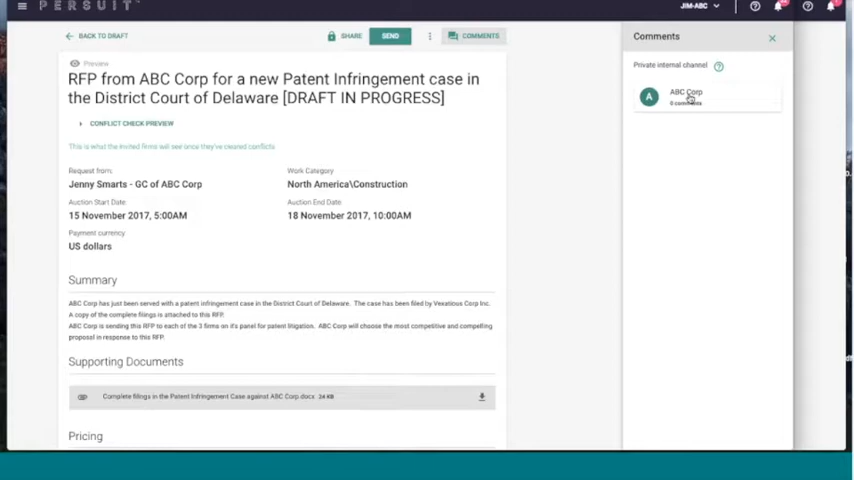 PERSUIT
JIM-ABC
BACK TO DRAFT
SHARE
SEND
COMMENTS
Preview
RFP from ABC Corp for a new Patent Infringement case in
the District Court of Delaware [DRAFT IN PROGRESS]
CONFLICT CHECK PREVIEW
This is what the invited firms will see once they've cleared conflicts.
Request from:
Work Category
Jenny Smarts - GC of ABC Corp
North America\Construction
Auction Start Date:
Auction End Date:
15 November 2017, 5:00AM
18 November 2017, 10:00AM
Payment currency:
US dollars
Summary
ABC Corp has just been served with a patent infringement case in the District Court of Delaware. The case has been filed by Vexatious Corp Inc.
A copy of the complete filings is attached to this RFP.
ABC Corp is sending this RFP to each of the 3 firms on it's panel for patent litigation. ABC Corp will choose the most competitive and compelling
proposal in response to this RFP.
Supporting Documents
Complete filings in the Patent Infringement Case against ABC Corp.docx 24 KB
Pricing
Comments
Private internal channel
A
ABC Corp
0 comments